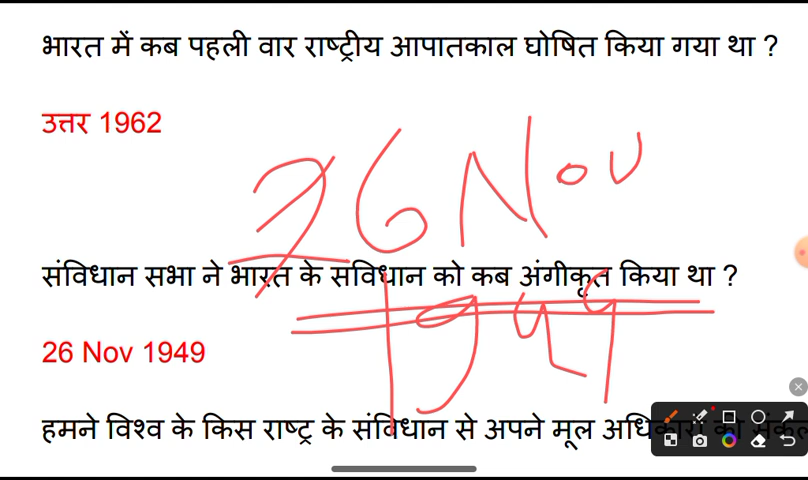 भारत में कब पहली वार राष्ट्रीय आपातकाल घोषित किया गया था ?
उत्तर 1962
26 Nov
संविधान सभा ने भारत के सविधान को कब अंगीकृत किया था ?
1949
26 Nov 1949
हमने विश्व के किस राष्ट्र के संविधान से अपने मूल अधिकारों की संकल